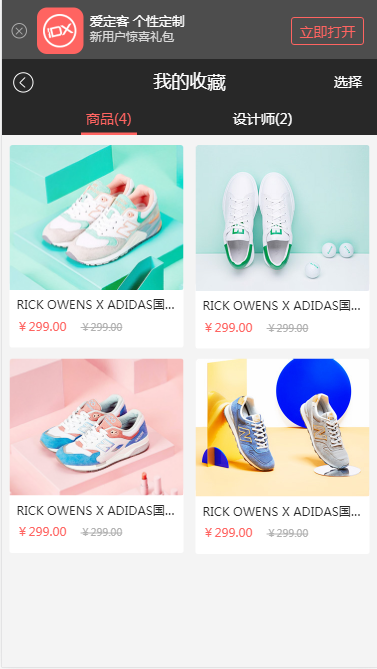 IDX
爱定客 个性定制
新用户惊喜礼包
立即打开
我的收藏
选择
商品(4)
设计师(2)
RICK OWENS X ADIDAS国...
¥299.00 ¥299.00
RICK OWENS X ADIDAS国...
¥299.00 ¥299.00
RICK OWENS X ADIDAS国...
¥299.00 ¥299.00
RICK OWENS X ADIDAS国...
¥299.00 ¥299.00